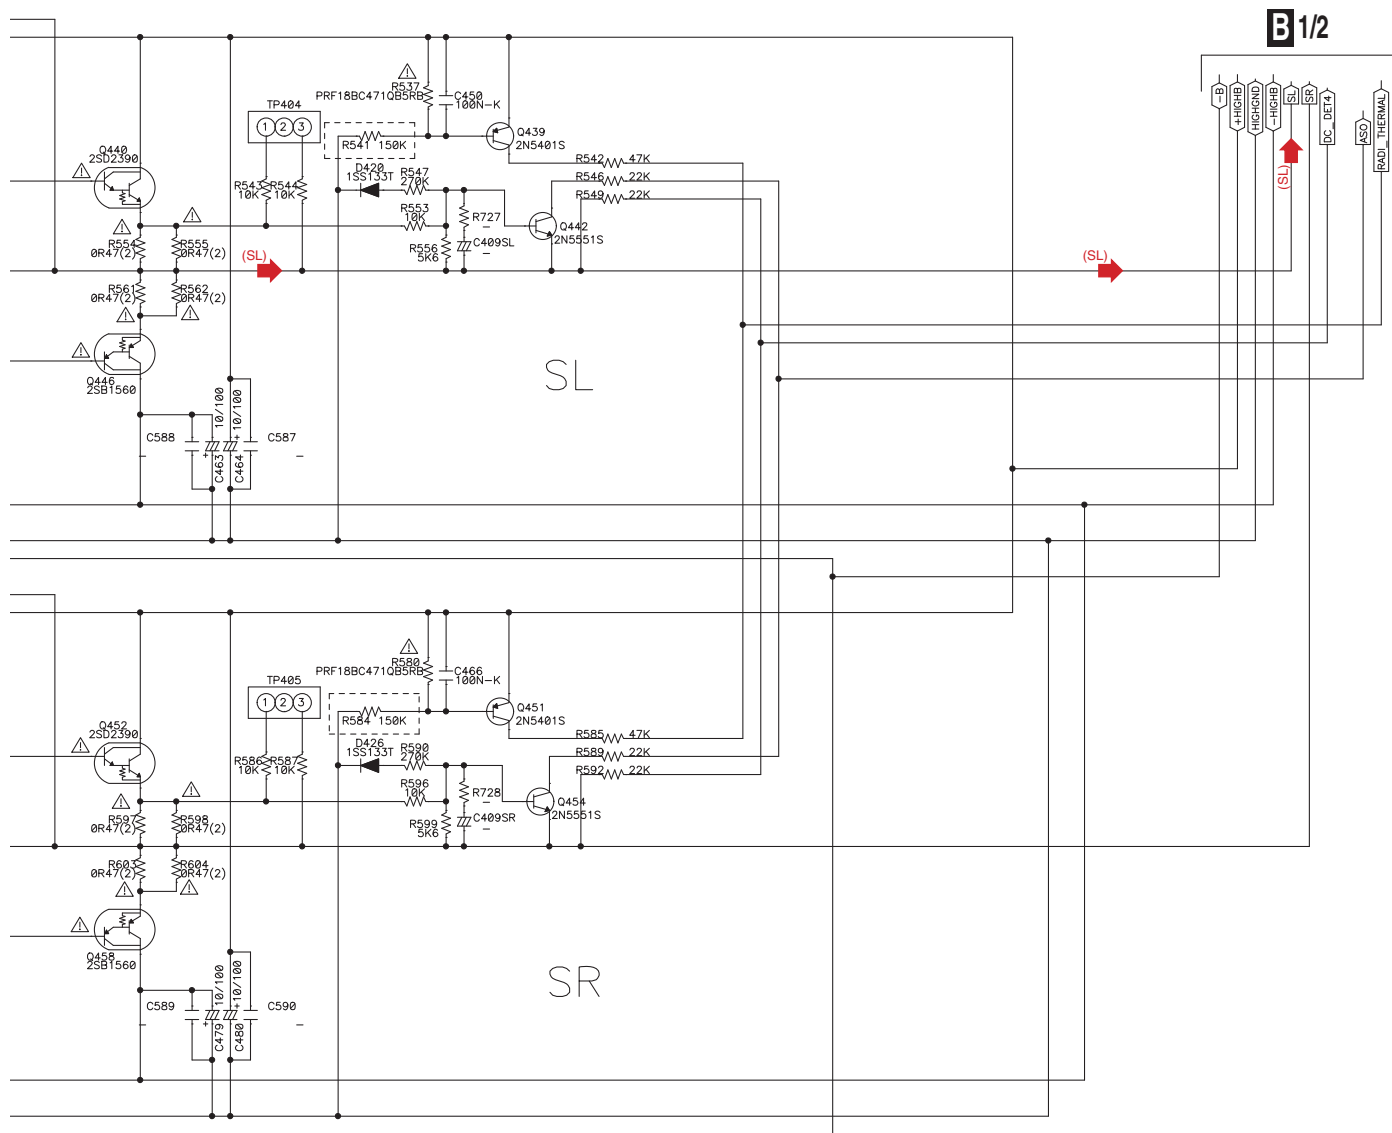 B 1/2
-B
+HIGHB
HIGHGND
-HIGHB
SL
SR
DC_DET4
ASO
RADI_THERMAL
(SL)
R537
PRF18BC471QB5RB
C450
100N-K
TP404
1 2 3
R541 150K
Q439
2N5401S
Q440
2SD2390
D420
1SS133T
R547
270K
R542 47K
R546 22K
R549 22K
R543
10K
R544
10K
R553
10K
R727
-
Q442
2N5551S
R554
0R47(2)
R555
0R47(2)
(SL)
R556
5K6
C409SL
-
(SL)
R561
0R47(2)
R562
0R47(2)
Q446
2SB1560
SL
C588
-
10/100
+
C463
10/100
+
C464
C587
-
R580
PRF18BC471QB5RB
C466
100N-K
TP405
1 2 3
R584 150K
Q451
2N5401S
Q452
2SD2390
D426
1SS133T
R590
270K
R585 47K
R589 22K
R592 22K
R586
10K
R587
10K
R596
10K
R728
-
Q454
2N5551S
R597
0R47(2)
R598
0R47(2)
R599
5K6
C409SR
-
R603
0R47(2)
R604
0R47(2)
Q458
2SB1560
SR
C589
-
10/100
+
C479
10/100
+
C480
C590
-